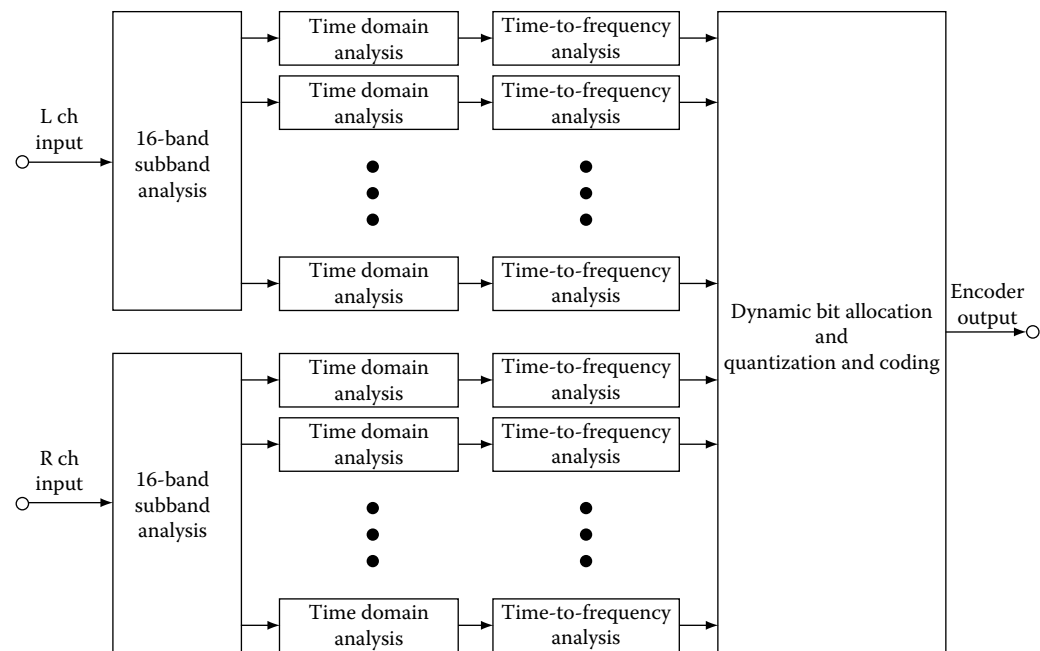 L ch
input
16-band
subband
analysis
Time domain
analysis
Time-to-frequency
analysis
Time domain
analysis
Time-to-frequency
analysis
Time domain
analysis
Time-to-frequency
analysis
R ch
input
16-band
subband
analysis
Time domain
analysis
Time-to-frequency
analysis
Time domain
analysis
Time-to-frequency
analysis
Time domain
analysis
Time-to-frequency
analysis
Dynamic bit allocation
and
quantization and coding
Encoder
output